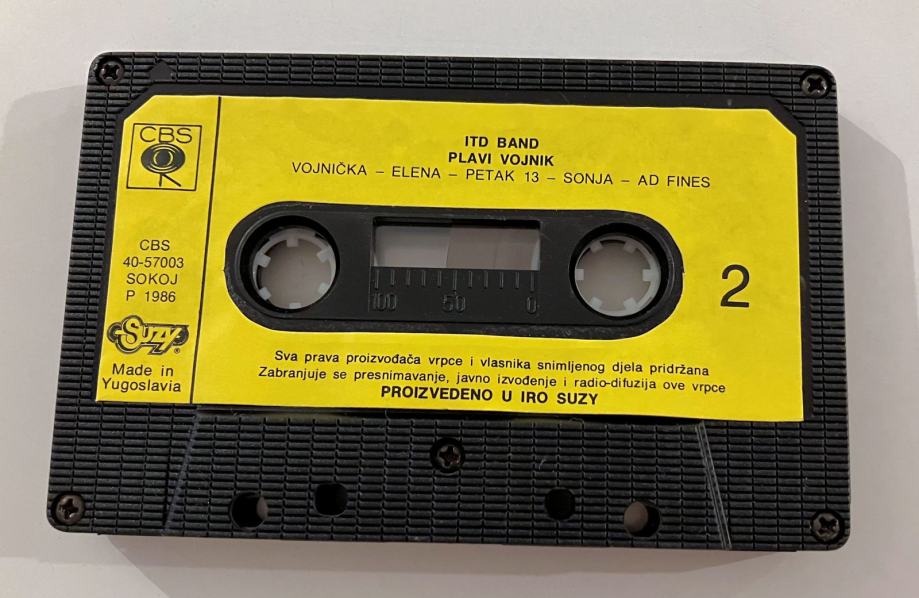 ITD BAND
PLAVI VOJNIK
VOJNIČKA – ELENA – PETAK 13 – SONJA – AD FINES
CBS
CBS
40-57003
SOKOJ
P 1986
SUZY®
Made in
Yugoslavia
100 50 0
2
Sva prava proizvođača vrpce i vlasnika snimljenog djela pridržana
Zabranjuje se presnimavanje, javno izvođenje i radio-difuzija ove vrpce
PROIZVEDENO U IRO SUZY